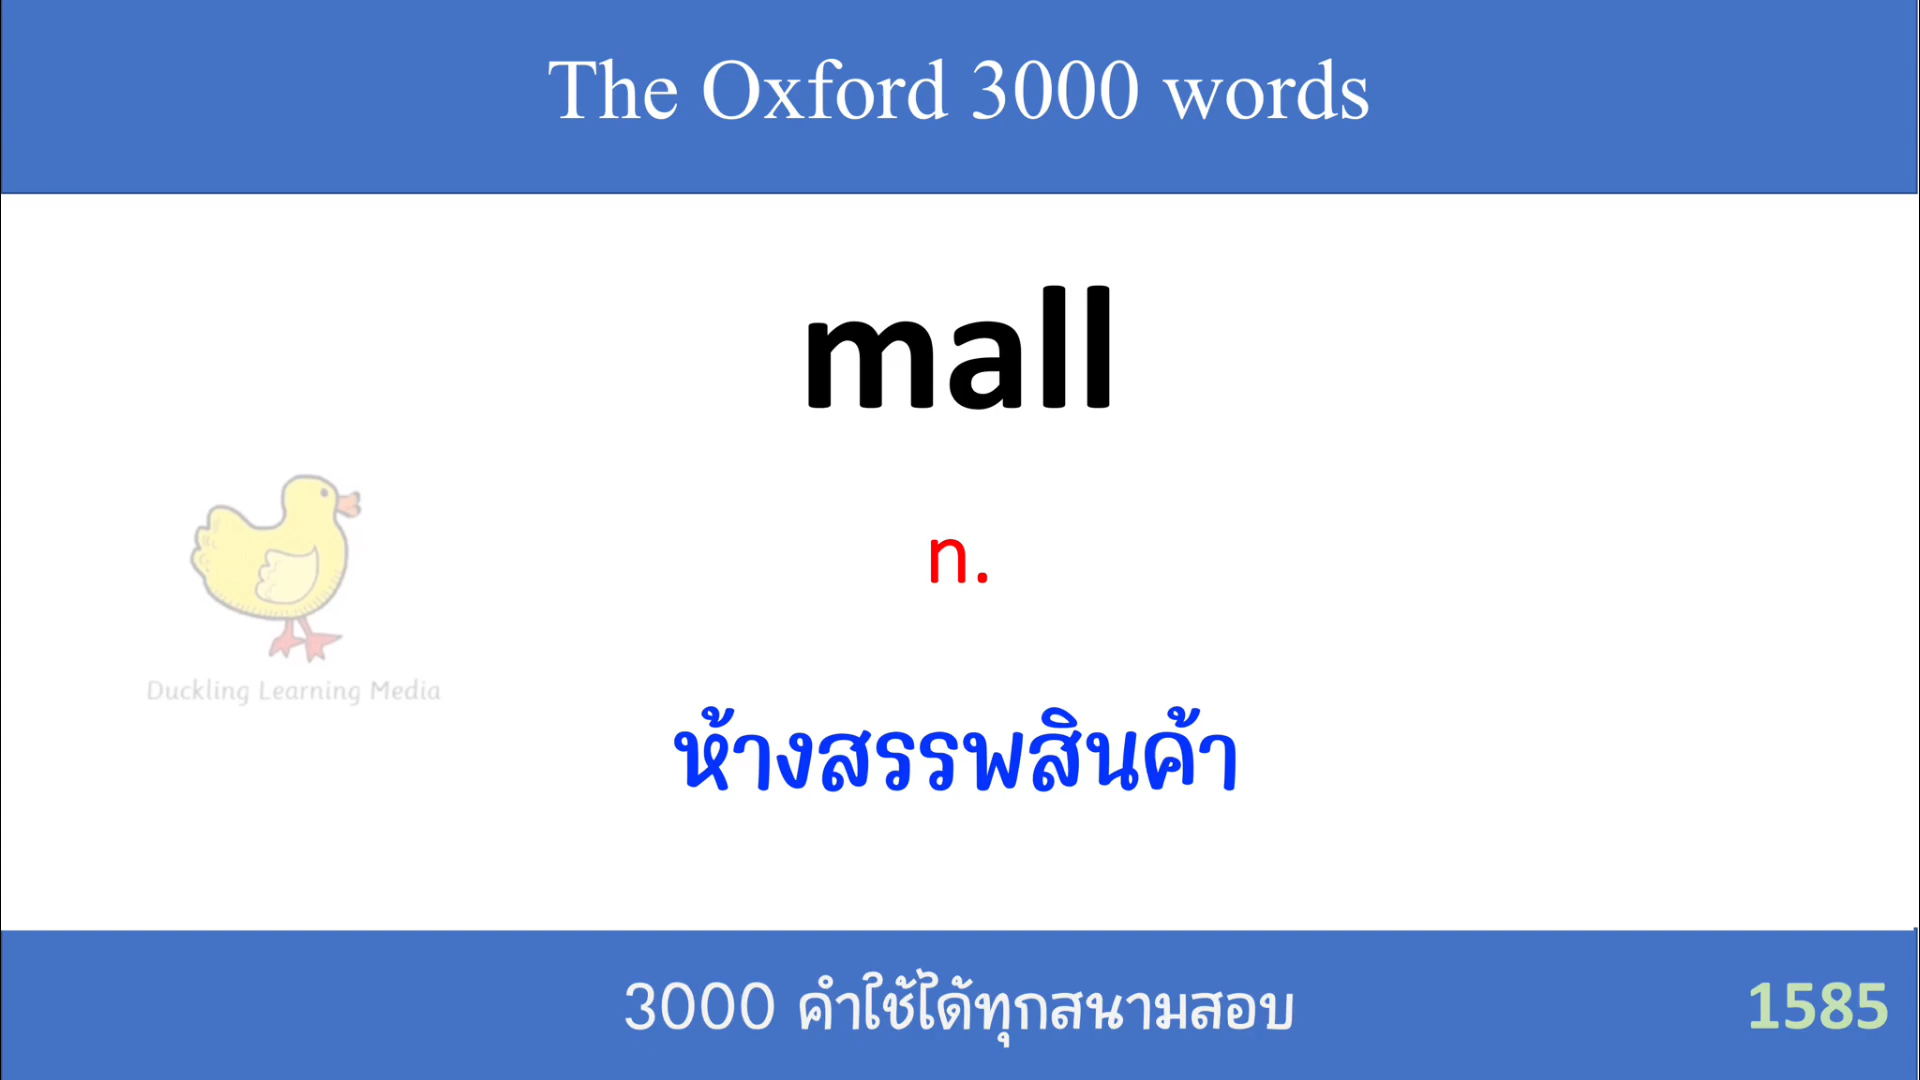 The Oxford 3000 words
mall
n.
Duckling Learning Media
ห้างสรรพสินค้า
3000 คำใช้ได้ทุกสนามสอบ
1585